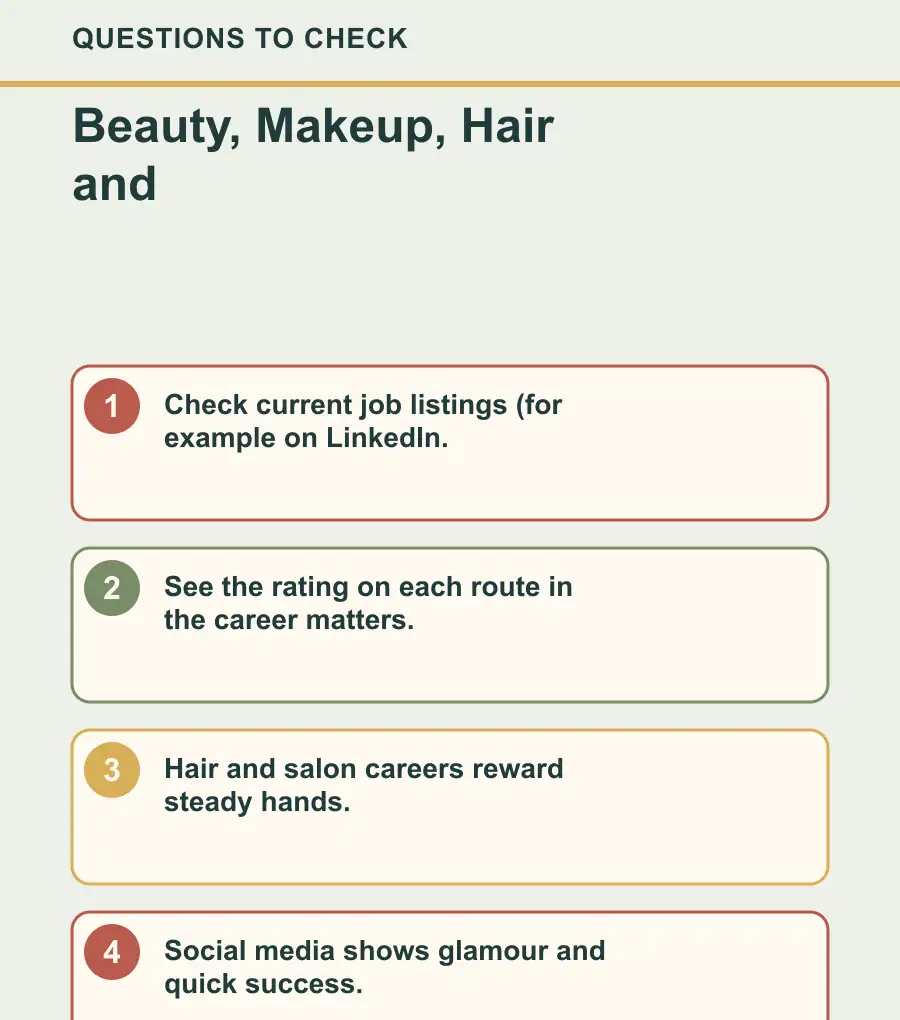 QUESTIONS TO CHECK
Beauty, Makeup, Hair
and
1
Check current job listings (for
example on LinkedIn.
2
See the rating on each route in
the career matters.
3
Hair and salon careers reward
steady hands.
4
Social media shows glamour and
quick success.